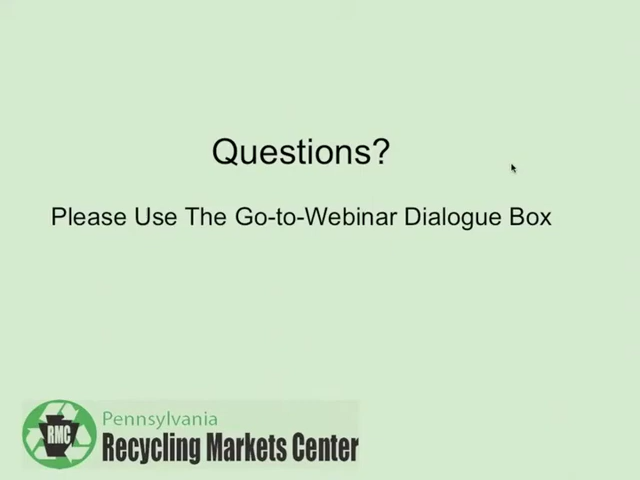 Questions?
Please Use The Go-to-Webinar Dialogue Box
RMC
Pennsylvania
Recycling Markets Center